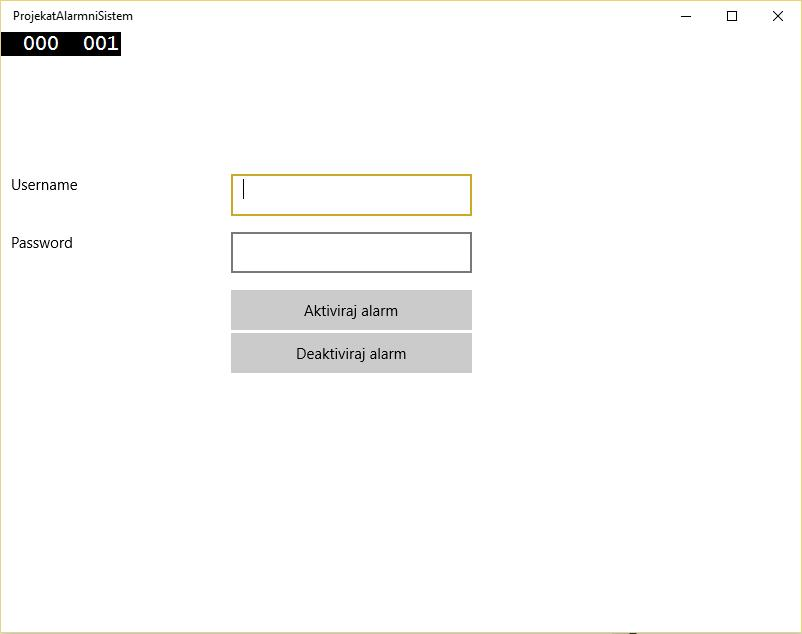 ProjekatAlarmniSistem
000 001
Username
Password
Aktiviraj alarm
Deaktiviraj alarm